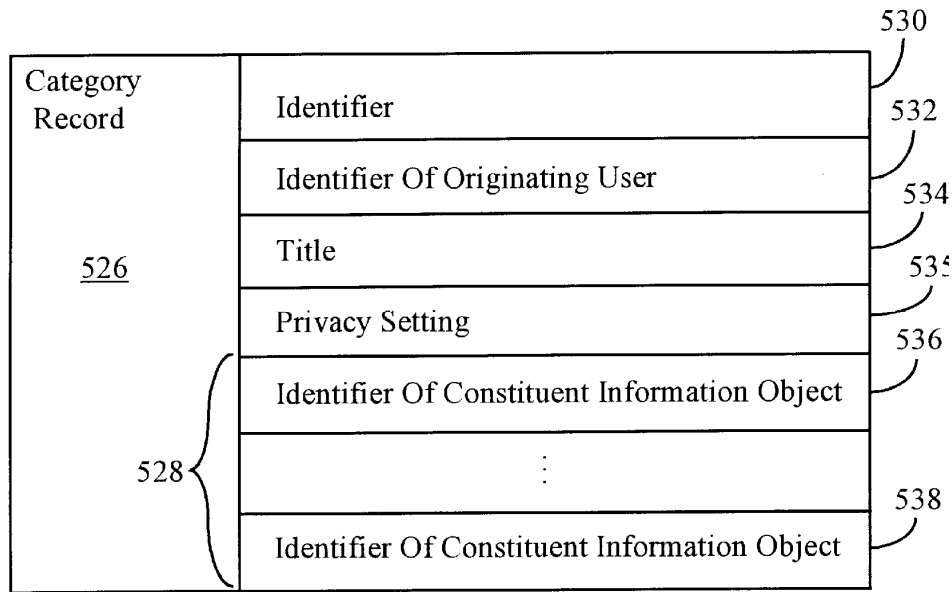 530
Category
Record
Identifier
532
Identifier Of Originating User
534
Title
526
535
Privacy Setting
536
Identifier Of Constituent Information Object
528
⋮
538
Identifier Of Constituent Information Object